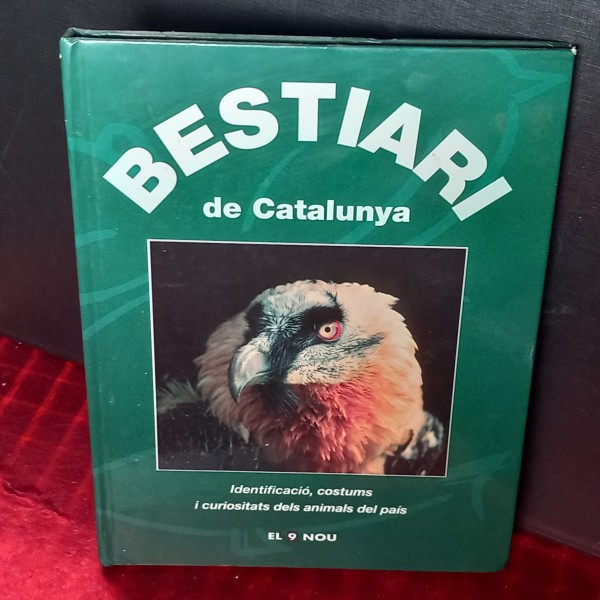 BESTIARI
de Catalunya
Identificació, costums
i curiositats dels animals del país
EL 9 NOU